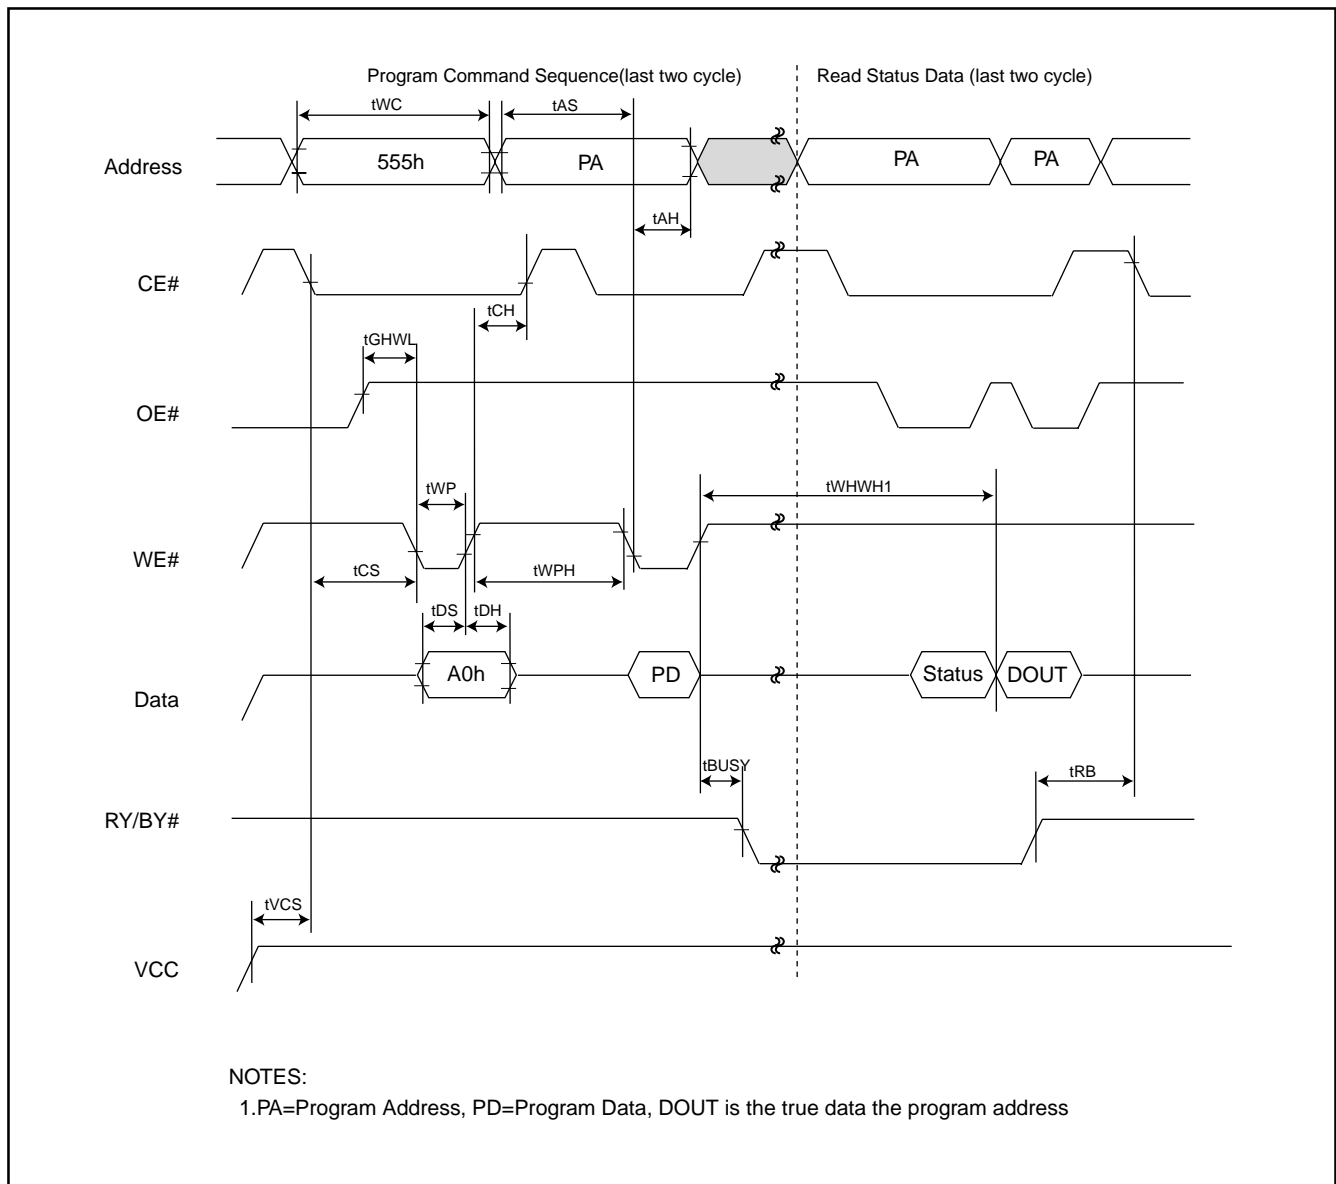 Program Command Sequence(last two cycle)
Read Status Data (last two cycle)
tWC
tAS
Address
555h
PA
PA
PA
tAH
CE#
tCH
tGHWL
OE#
tWP
tWHWH1
WE#
tCS
tWPH
tDS
tDH
Data
A0h
PD
Status
DOUT
tBUSY
tRB
RY/BY#
tVCS
VCC
NOTES:
1.PA=Program Address, PD=Program Data, DOUT is the true data the program address